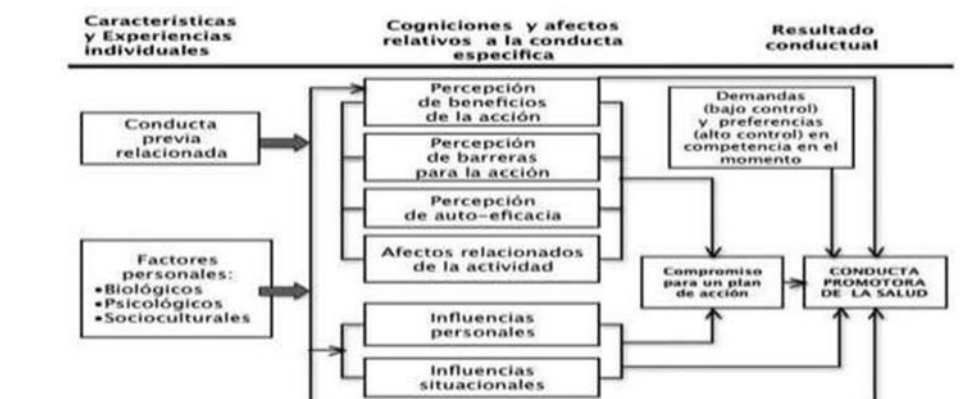 Características
y Experiencias
individuales
Cogniciones y afectos
relativos a la conducta
especifica
Resultado
conductual
Conducta
previa
relacionada
Factores
personales:
•Biológicos
•Psicológicos
•Socioculturales
Percepción
de beneficios
de la acción
Percepción
de barreras
para la acción
Percepción
de auto-eficacia
Afectos relacionados
de la actividad
Influencias
personales
Influencias
situacionales
Demandas
(bajo control)
y preferencias
(alto control) en
competencia en el
momento
Compromiso
para un plan
de acción
CONDUCTA
PROMOTORA
DE LA SALUD